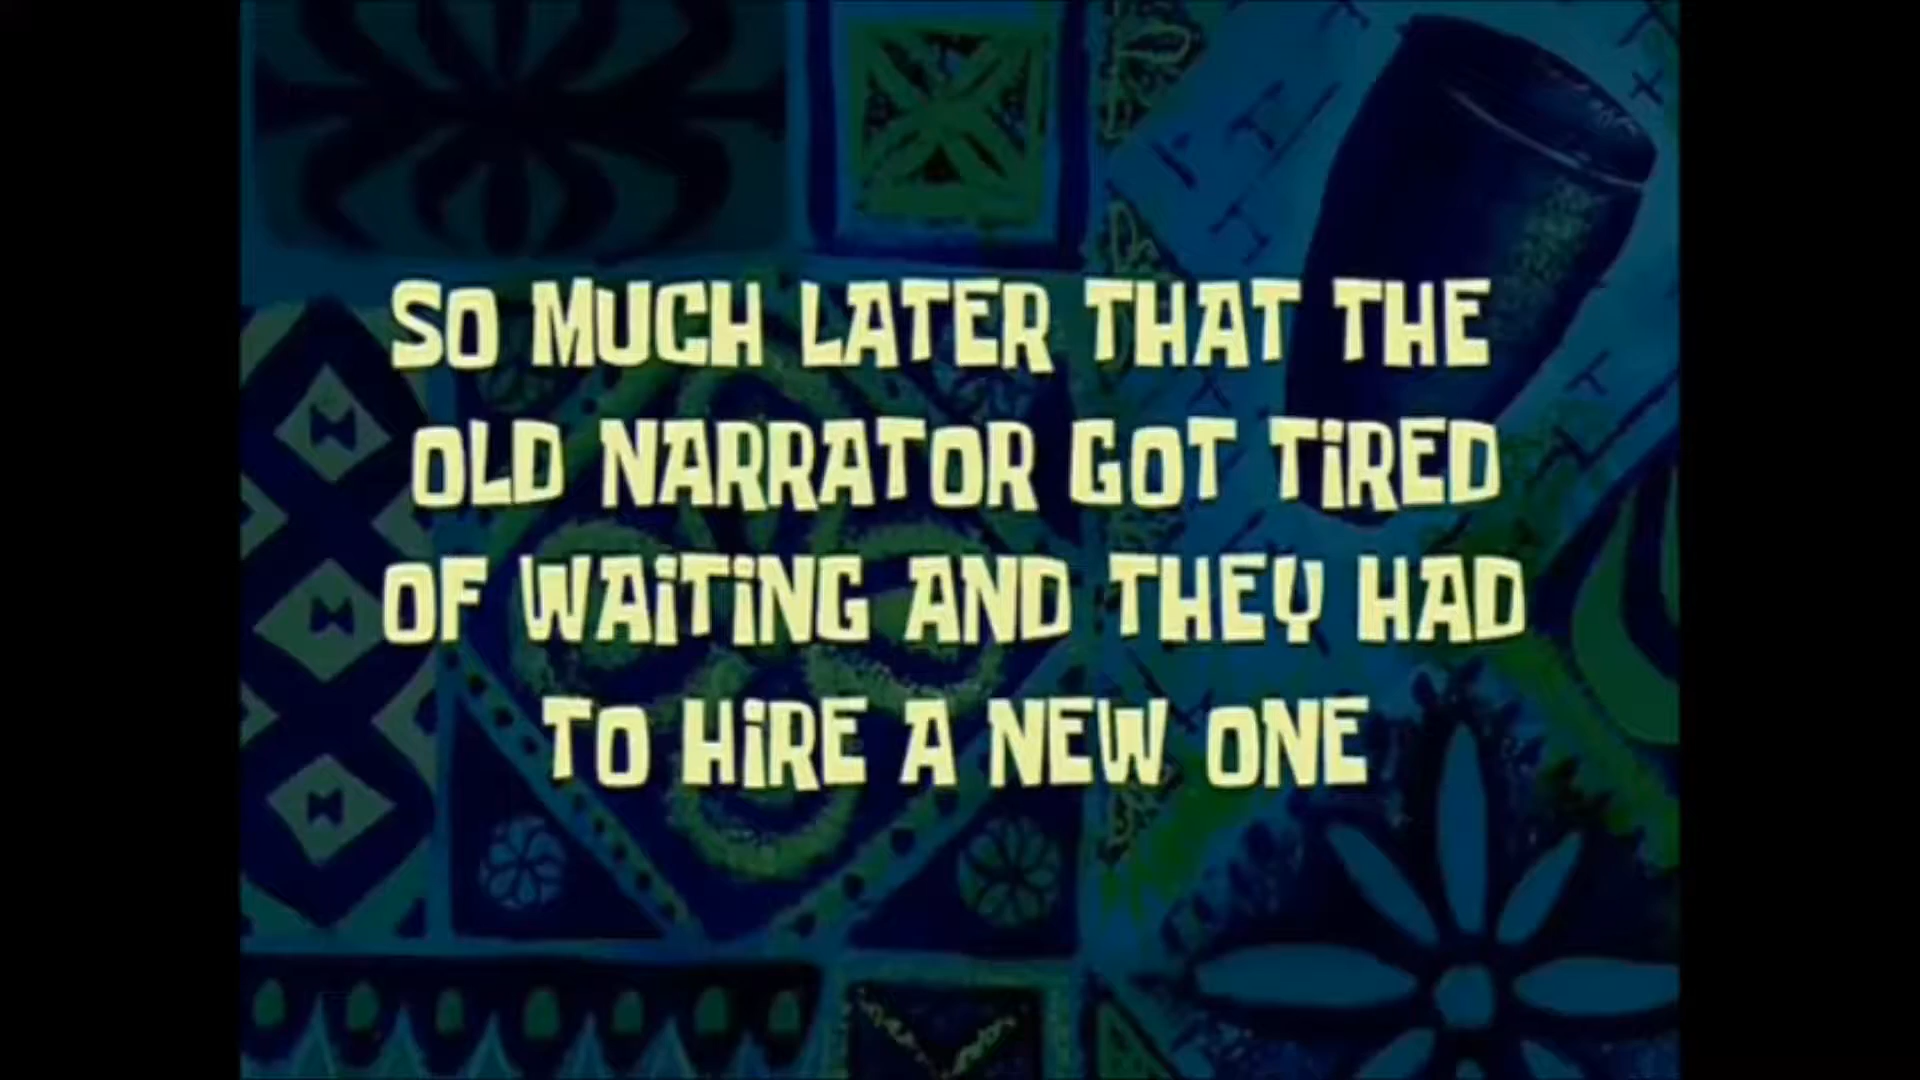 SO MUCH LATER THAT THE
OLD NARRATOR GOT TiRED
OF WAiTiNG AND THEY HAD
TO HiRE A NEW ONE